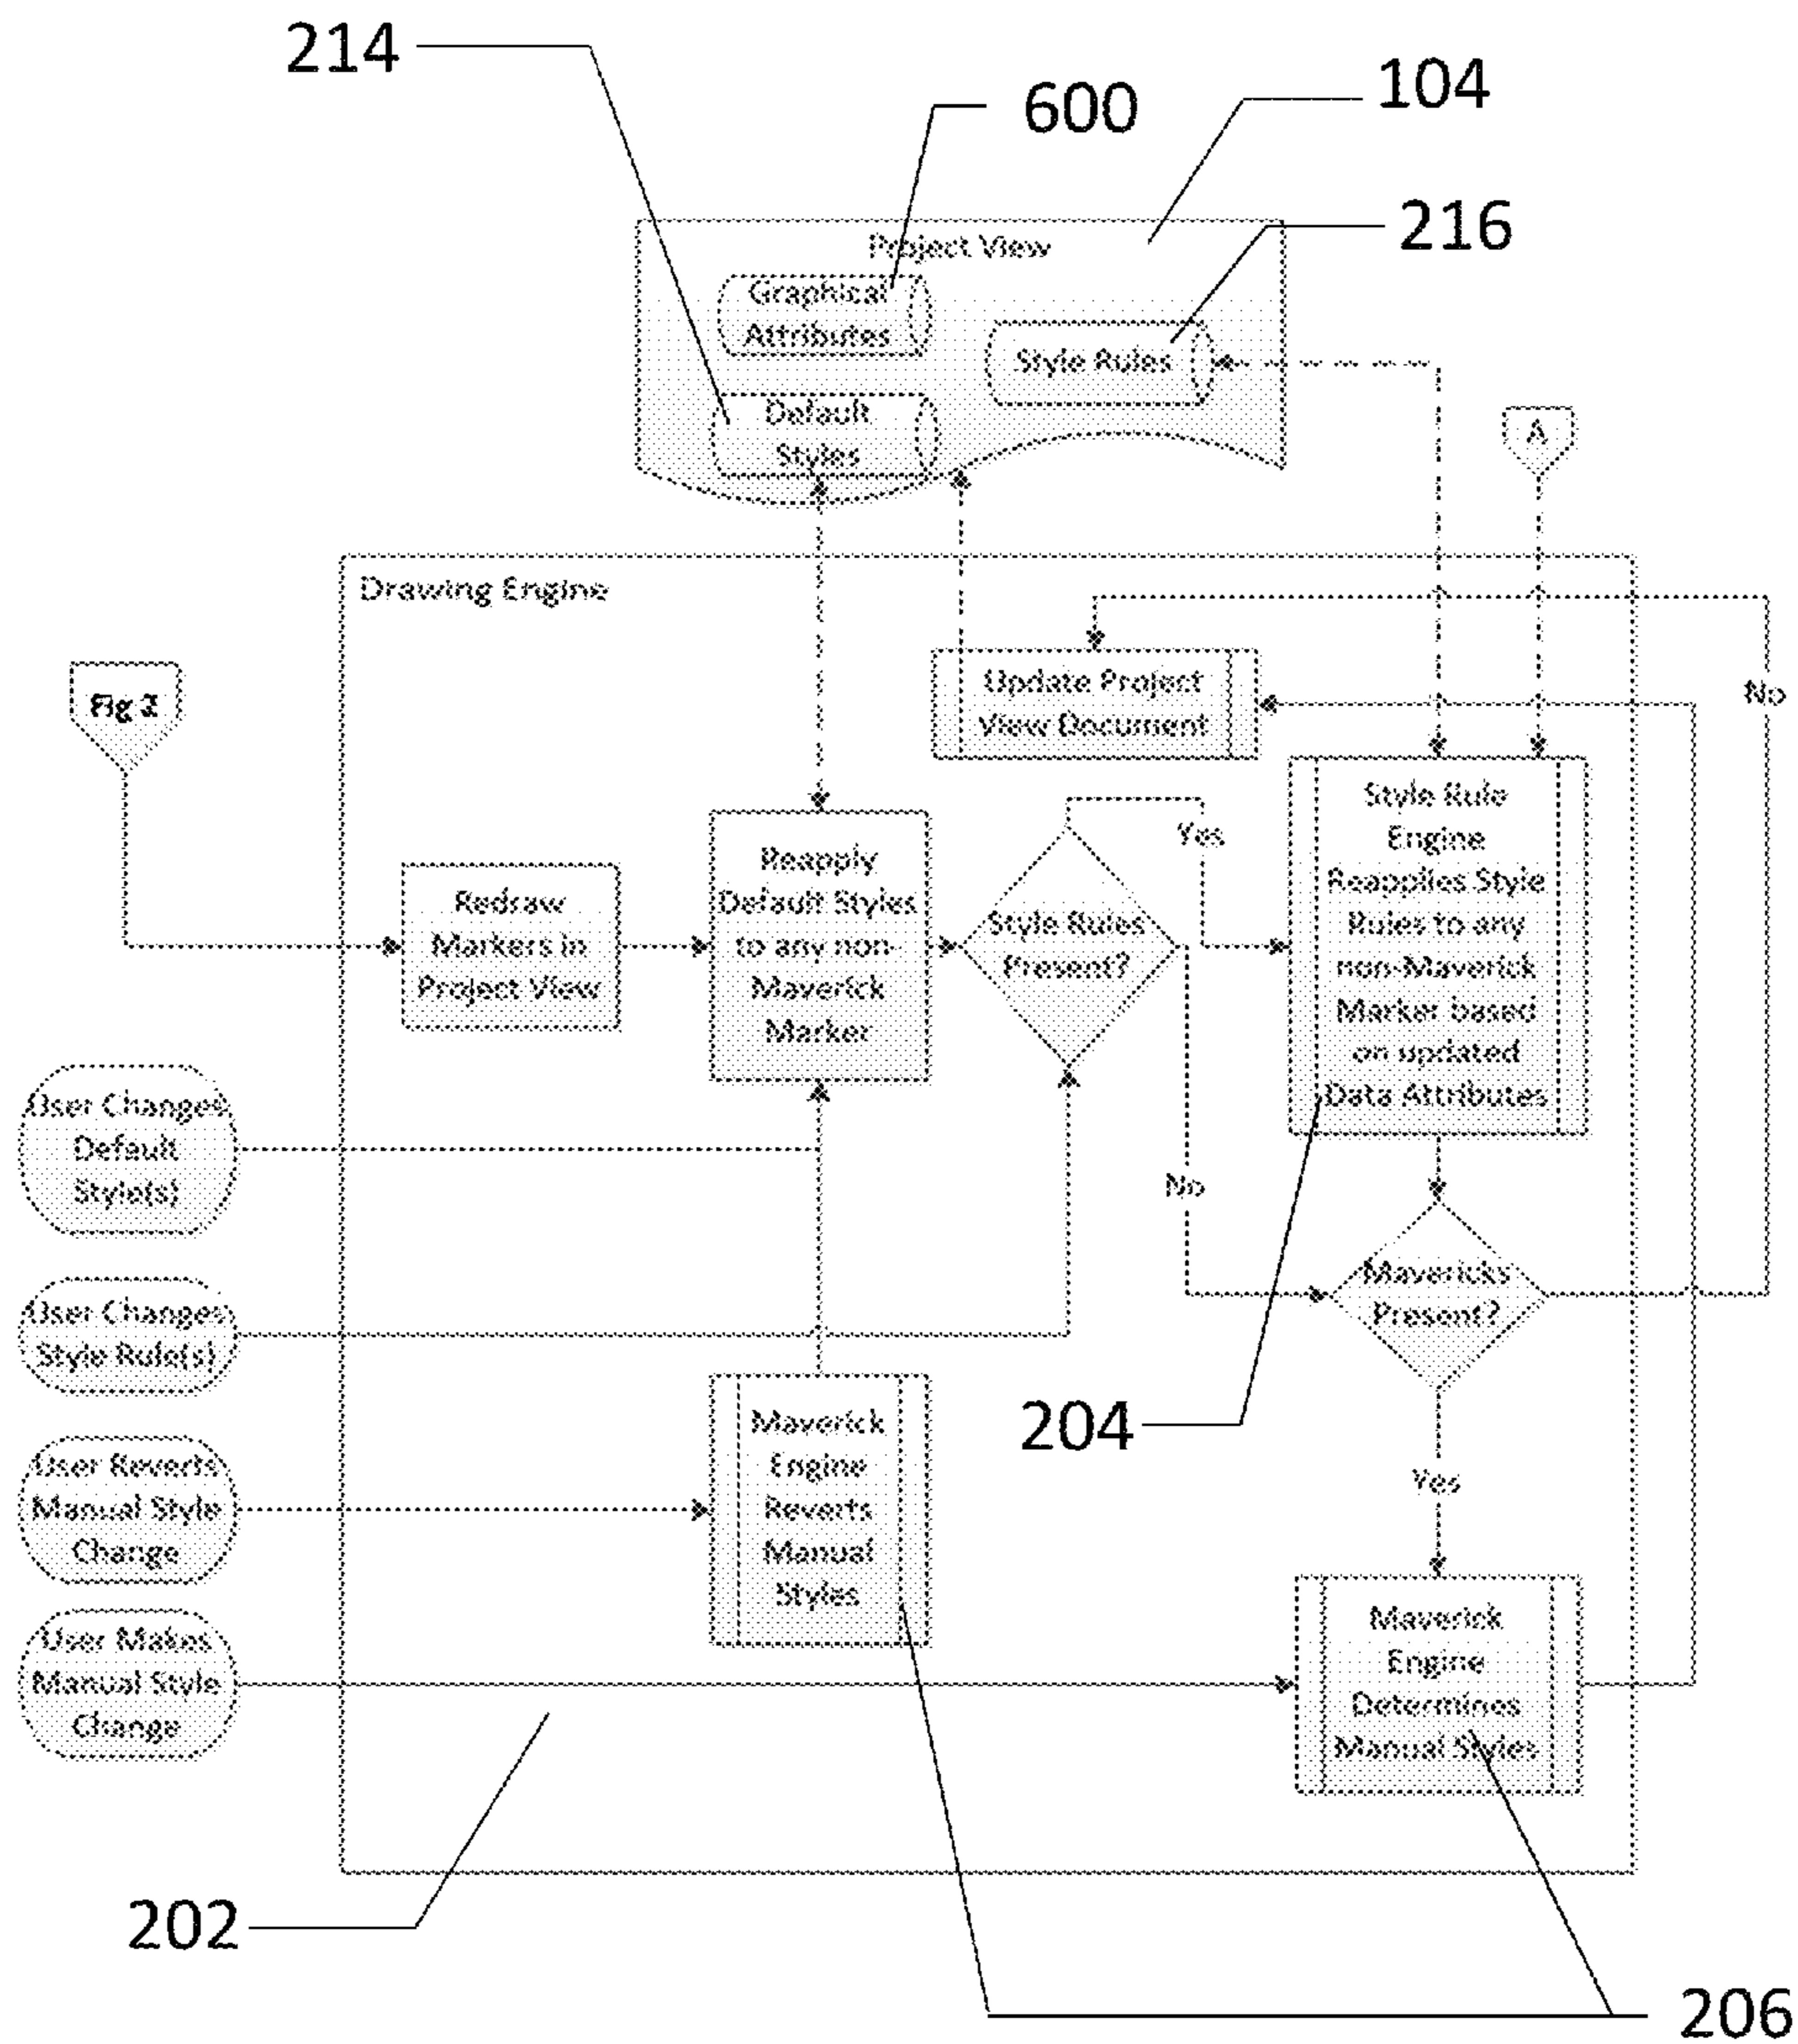 214
600
104
216
Project View
Graphical
Attributes
Style Rules
Default
Styles
A
Drawing Engine
Fig 2
Update Project
View Document
No
Yes
Style Rule
Engine
Reapplies Style
Rules to any
non-Maverick
Marker based
on updated
Data Attributes
Redraw
Markers in
Project View
Reapply
Default Styles
to any non-
Maverick
Marker
Style Rules
Present?
User Changes
Default
Style(s)
No
User Changes
Style Rule(s)
Mavericks
Present?
204
Maverick
Engine
Reverts
Manual
Styles
User Reverts
Manual Style
Change
Yes
User Makes
Manual Style
Change
Maverick
Engine
Determines
Manual Styles
202
206